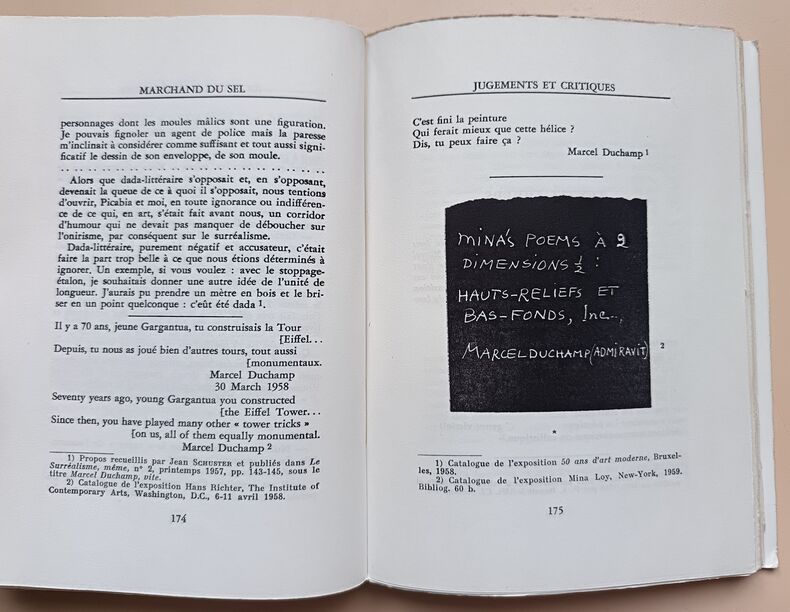 MARCHAND DU SEL
personnages dont les moules mâlics sont une figuration.
Je pouvais fignoler un agent de police mais la paresse
m'inclinait à considérer comme suffisant et tout aussi signi-
ficatif le dessin de son enveloppe, de son moule.
. . . . . . . . . . . . . . . . . . . . . . . . . . . . . . . . . .
Alors que dada-littéraire s'opposait et, en s'opposant,
devenait la queue de ce à quoi il s'opposait, nous tentions
d'ouvrir, Picabia et moi, en toute ignorance ou indifféren-
ce de ce qui, en art, s'était fait avant nous, un corridor
d'humour qui ne devait pas manquer de déboucher sur
l'onirisme, par conséquent sur le surréalisme.
Dada-littéraire, purement négatif et accusateur, c'était
faire la part trop belle à ce que nous étions déterminés à
ignorer. Un exemple, si vous voulez : avec le stoppage-
étalon, je souhaitais donner une autre idée de l'unité de
longueur. J'aurais pu prendre un mètre en bois et le bri-
ser en un point quelconque : c'eût été dada 1.
Il y a 70 ans, jeune Gargantua, tu construisais la Tour
[Eiffel...
Depuis, tu nous as joué bien d'autres tours, tout aussi
[monumentaux.
Marcel Duchamp
30 March 1958
Seventy years ago, young Gargantua you constructed
[the Eiffel Tower...
Since then, you have played many other « tower tricks »
[on us, all of them equally monumental.
Marcel Duchamp 2
1) Propos recueillis par Jean SCHUSTER et publiés dans Le
Surréalisme, même, n° 2, printemps 1957, pp. 143-145, sous le
titre Marcel Duchamp, vite.
2) Catalogue de l'exposition Hans Richter, The Institute of
Contemporary Arts, Washington, D.C., 6-11 avril 1958.
174
JUGEMENTS ET CRITIQUES
C'est fini la peinture
Qui ferait mieux que cette hélice ?
Dis, tu peux faire ça ?
Marcel Duchamp 1
MINA'S POEMS À 2
DIMENSIONS ½ :
HAUTS-RELIEFS ET
BAS-FONDS, Inc..,
MARCEL DUCHAMP (ADMIRAVIT)
2
*
1) Catalogue de l'exposition 50 ans d'art moderne, Bruxel-
les, 1958.
2) Catalogue de l'exposition Mina Loy, New-York, 1959.
Bibliog. 60 b.
175